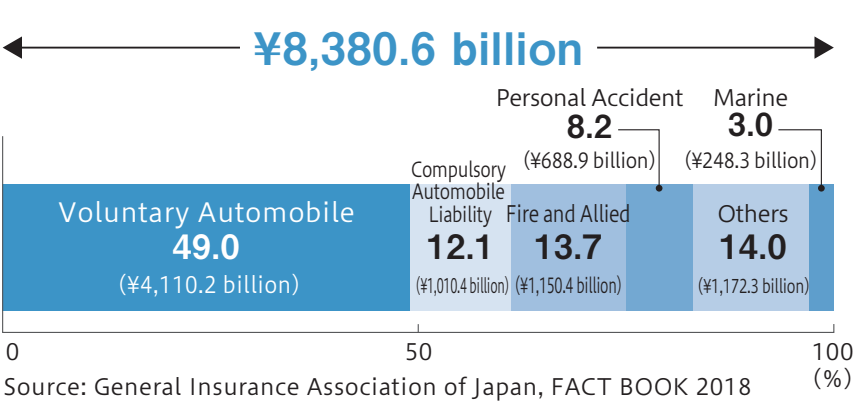 ¥8,380.6 billion
Personal Accident
8.2
(¥688.9 billion)
Marine
3.0
(¥248.3 billion)
Voluntary Automobile
49.0
(¥4,110.2 billion)
Compulsory
Automobile
Liability
12.1
(¥1,010.4 billion)
Fire and Allied
13.7
(¥1,150.4 billion)
Others
14.0
(¥1,172.3 billion)
0
50
100
(%)
Source: General Insurance Association of Japan, FACT BOOK 2018